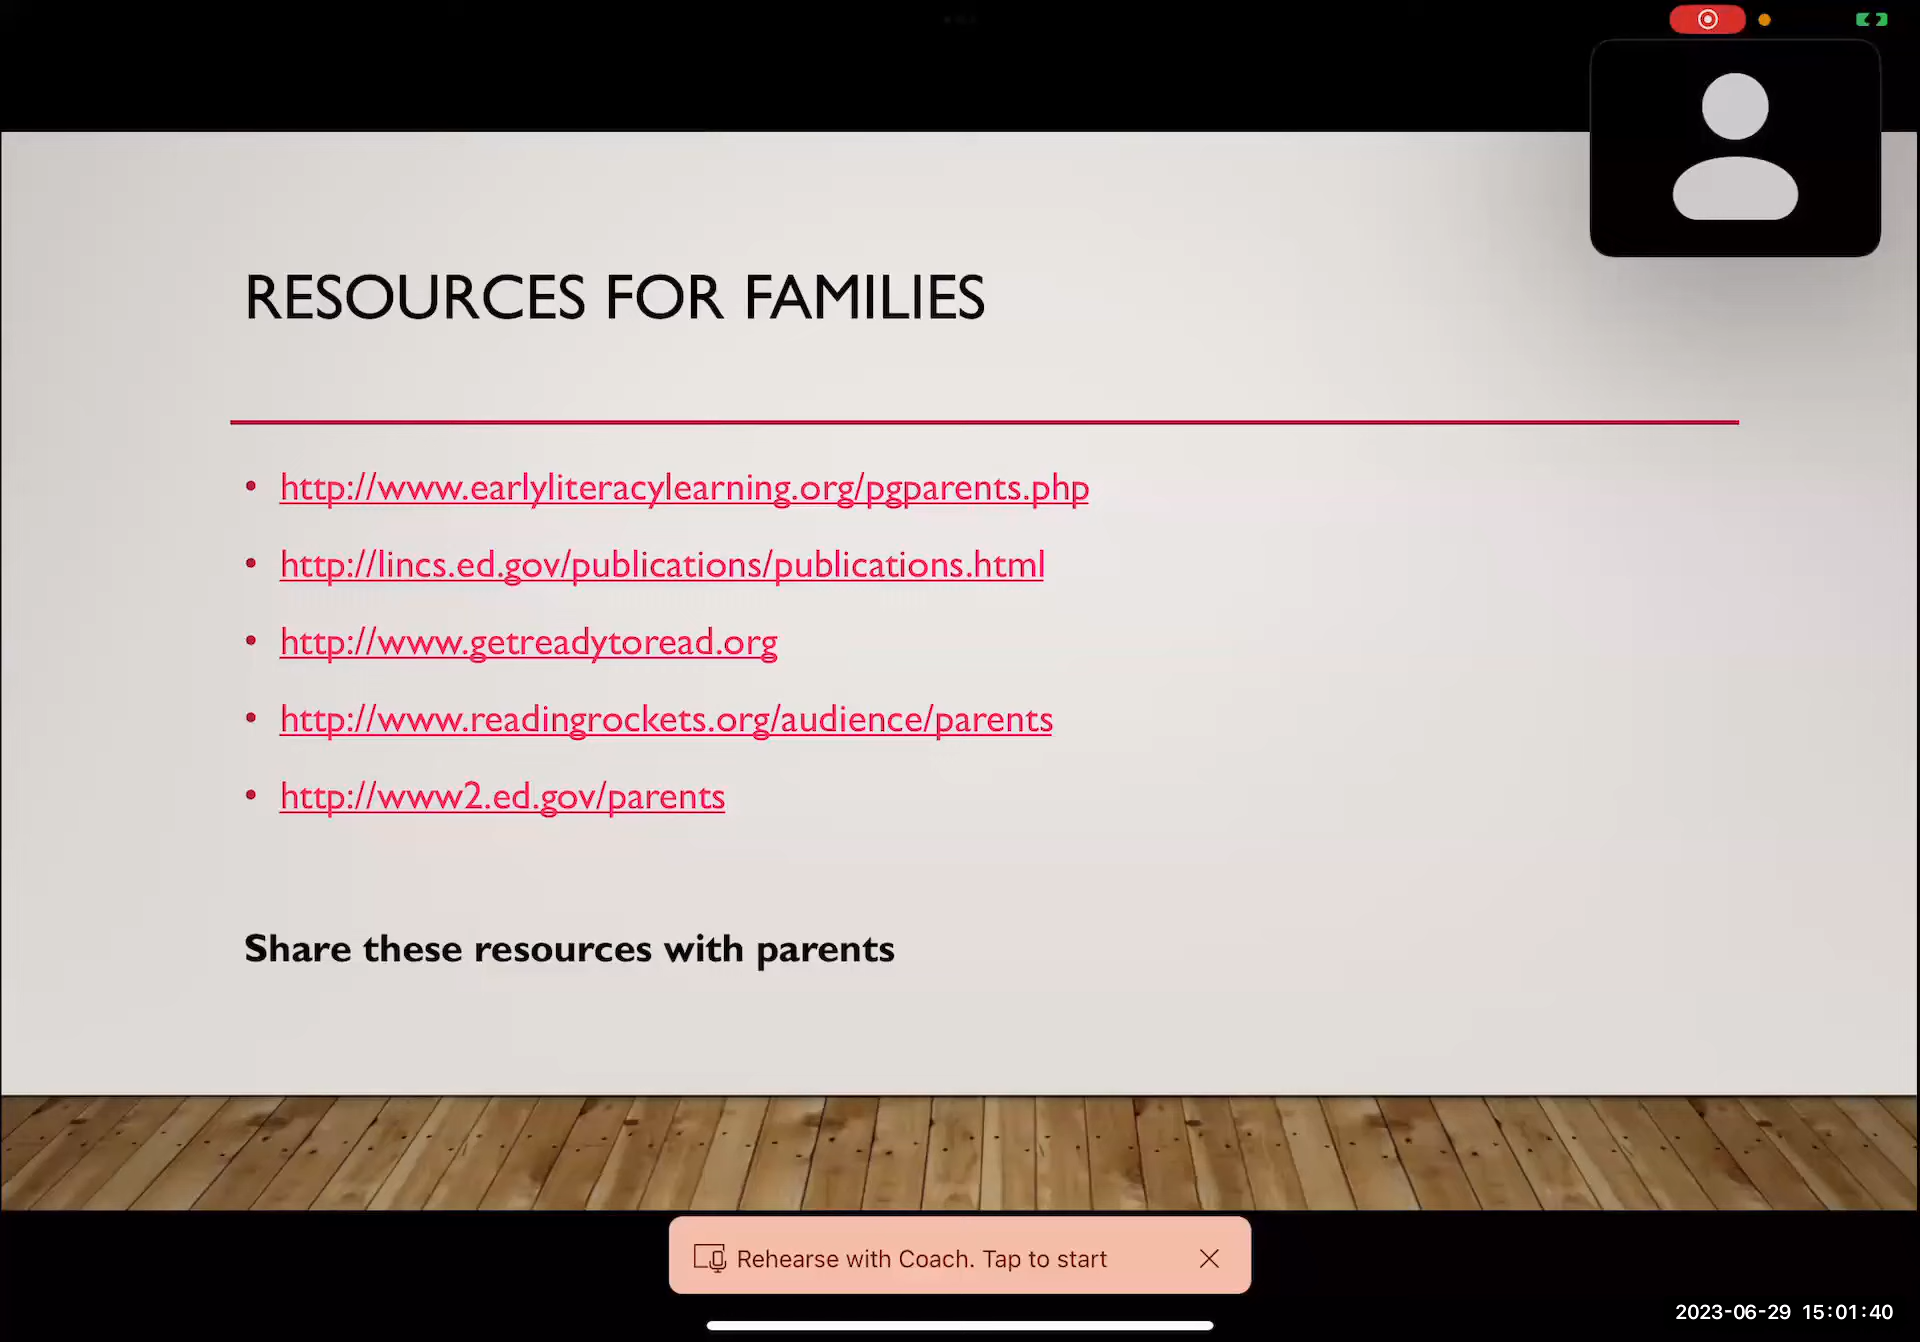 RESOURCES FOR FAMILIES
• http://www.earlyliteracylearning.org/pgparents.php
• http://lincs.ed.gov/publications/publications.html
• http://www.getreadytoread.org
• http://www.readingrockets.org/audience/parents
• http://www2.ed.gov/parents
Share these resources with parents
Rehearse with Coach. Tap to start
2023-06-29 15:01:40